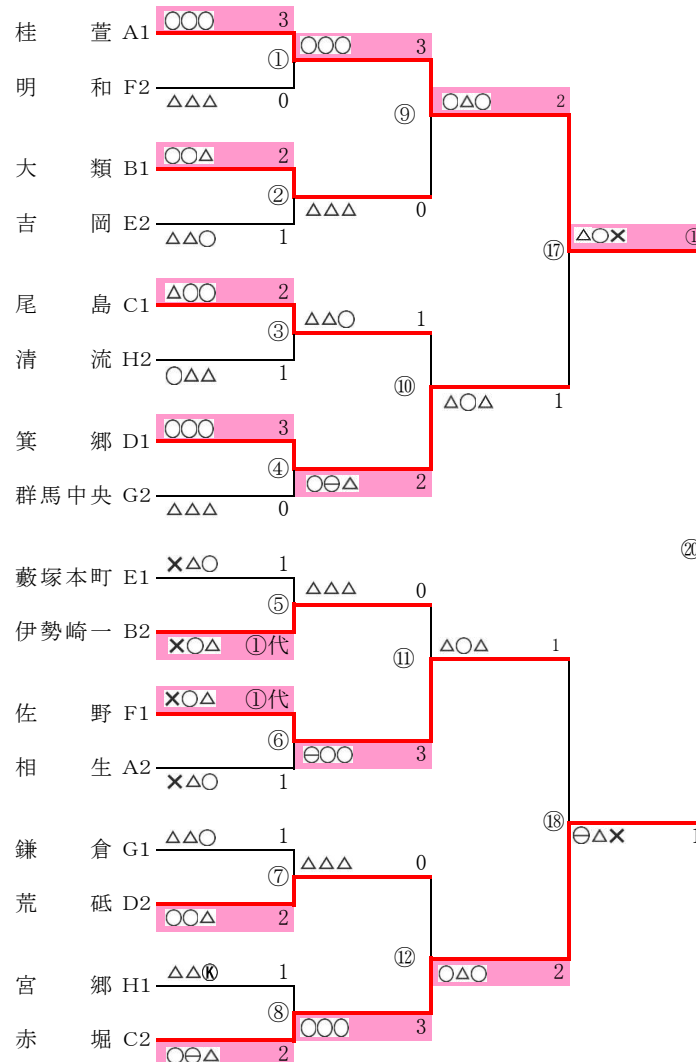 ○○○ 3
桂萱 A1
○○○ 3
①
明和 F2
△△△ 0
○△○ 2
⑨
○○△ 2
大類 B1
②
△△△ 0
吉岡 E2
△△○ 1
△○× ①
⑰
△○○ 2
尾島 C1
△△○ 1
③
清流 H2
○△△ 1
⑩
△○△ 1
○○○ 3
箕郷 D1
④
○⊖△ 2
群馬中央 G2
△△△ 0
⑳
×△○ 1
藪塚本町 E1
△△△ 0
⑤
伊勢崎一 B2
×○△ ①代
△○△ 1
⑪
×○△ ①代
佐野 F1
⑥
⊖○○ 3
相生 A2
×△○ 1
⑱
⊖△× 1
△△○ 1
鎌倉 G1
△△△ 0
⑦
荒砥 D2
○○△ 2
⑫
○△○ 2
△△Ⓚ 1
宮郷 H1
⑧
○○○ 3
赤堀 C2
○⊖△ 2